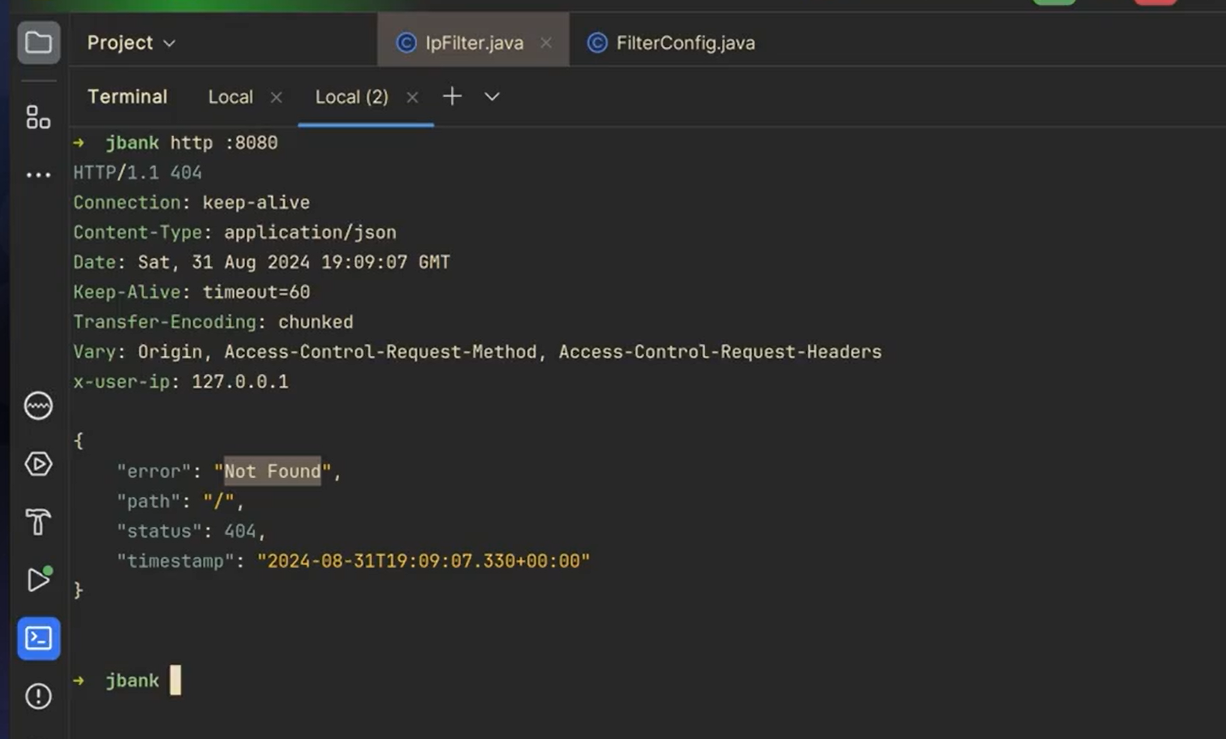 Project
IpFilter.java
FilterConfig.java
Terminal Local Local (2)
→ jbank http :8080
HTTP/1.1 404
Connection: keep-alive
Content-Type: application/json
Date: Sat, 31 Aug 2024 19:09:07 GMT
Keep-Alive: timeout=60
Transfer-Encoding: chunked
Vary: Origin, Access-Control-Request-Method, Access-Control-Request-Headers
x-user-ip: 127.0.0.1
{
    "error": "Not Found",
    "path": "/",
    "status": 404,
    "timestamp": "2024-08-31T19:09:07.330+00:00"
}
→ jbank